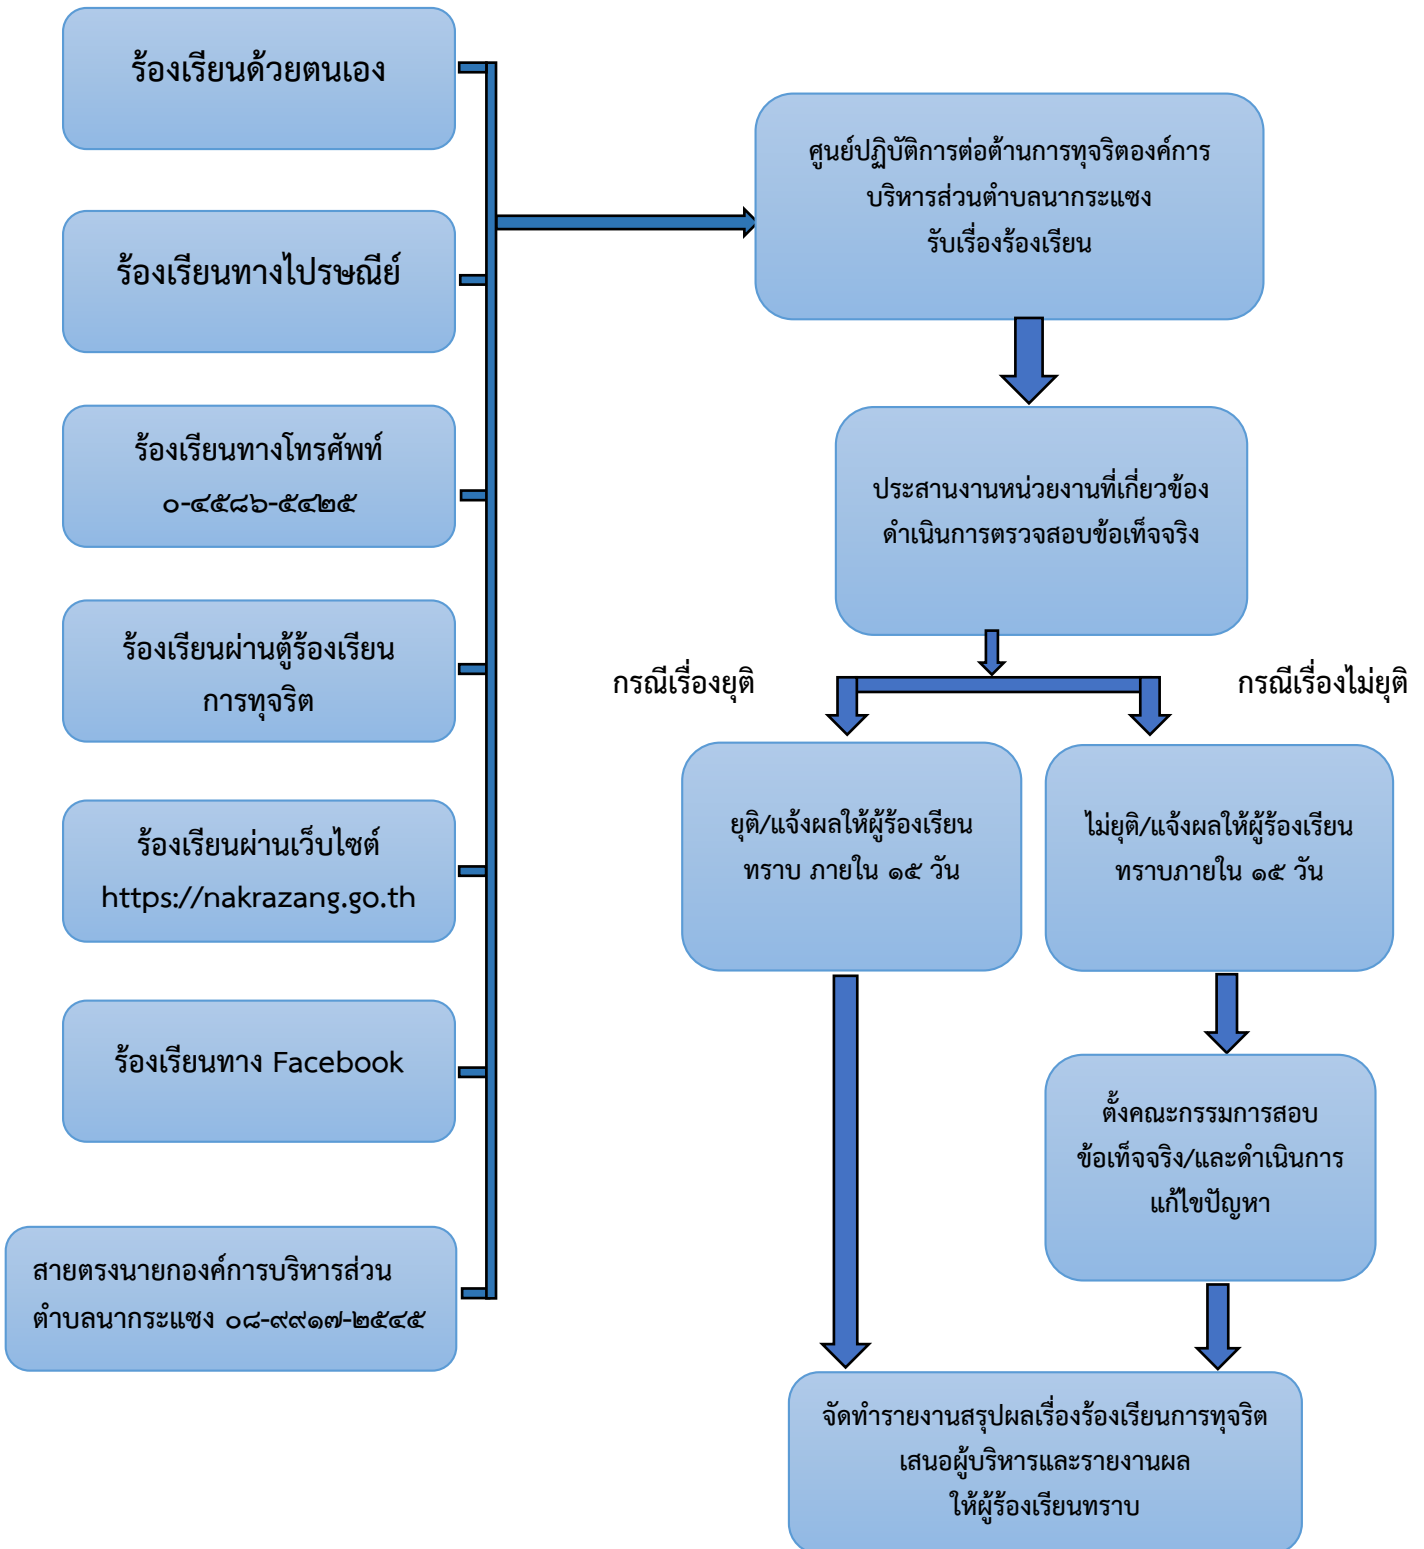 ร้องเรียนด้วยตนเอง
ร้องเรียนทางไปรษณีย์
ร้องเรียนทางโทรศัพท์
๐-๔๕๘๖-๕๔๒๕
ร้องเรียนผ่านตู้ร้องเรียน
การทุจริต
ร้องเรียนผ่านเว็บไซต์
https://nakrazang.go.th
ร้องเรียนทาง Facebook
สายตรงนายกองค์การบริหารส่วน
ตำบลนากระแซง ๐๘-๙๙๑๗-๒๕๔๕
ศูนย์ปฏิบัติการต่อต้านการทุจริตองค์การ
บริหารส่วนตำบลนากระแซง
รับเรื่องร้องเรียน
ประสานงานหน่วยงานที่เกี่ยวข้อง
ดำเนินการตรวจสอบข้อเท็จจริง
กรณีเรื่องยุติ
กรณีเรื่องไม่ยุติ
ยุติ/แจ้งผลให้ผู้ร้องเรียน
ทราบ ภายใน ๑๕ วัน
ไม่ยุติ/แจ้งผลให้ผู้ร้องเรียน
ทราบภายใน ๑๕ วัน
ตั้งคณะกรรมการสอบ
ข้อเท็จจริง/และดำเนินการ
แก้ไขปัญหา
จัดทำรายงานสรุปผลเรื่องร้องเรียนการทุจริต
เสนอผู้บริหารและรายงานผล
ให้ผู้ร้องเรียนทราบ